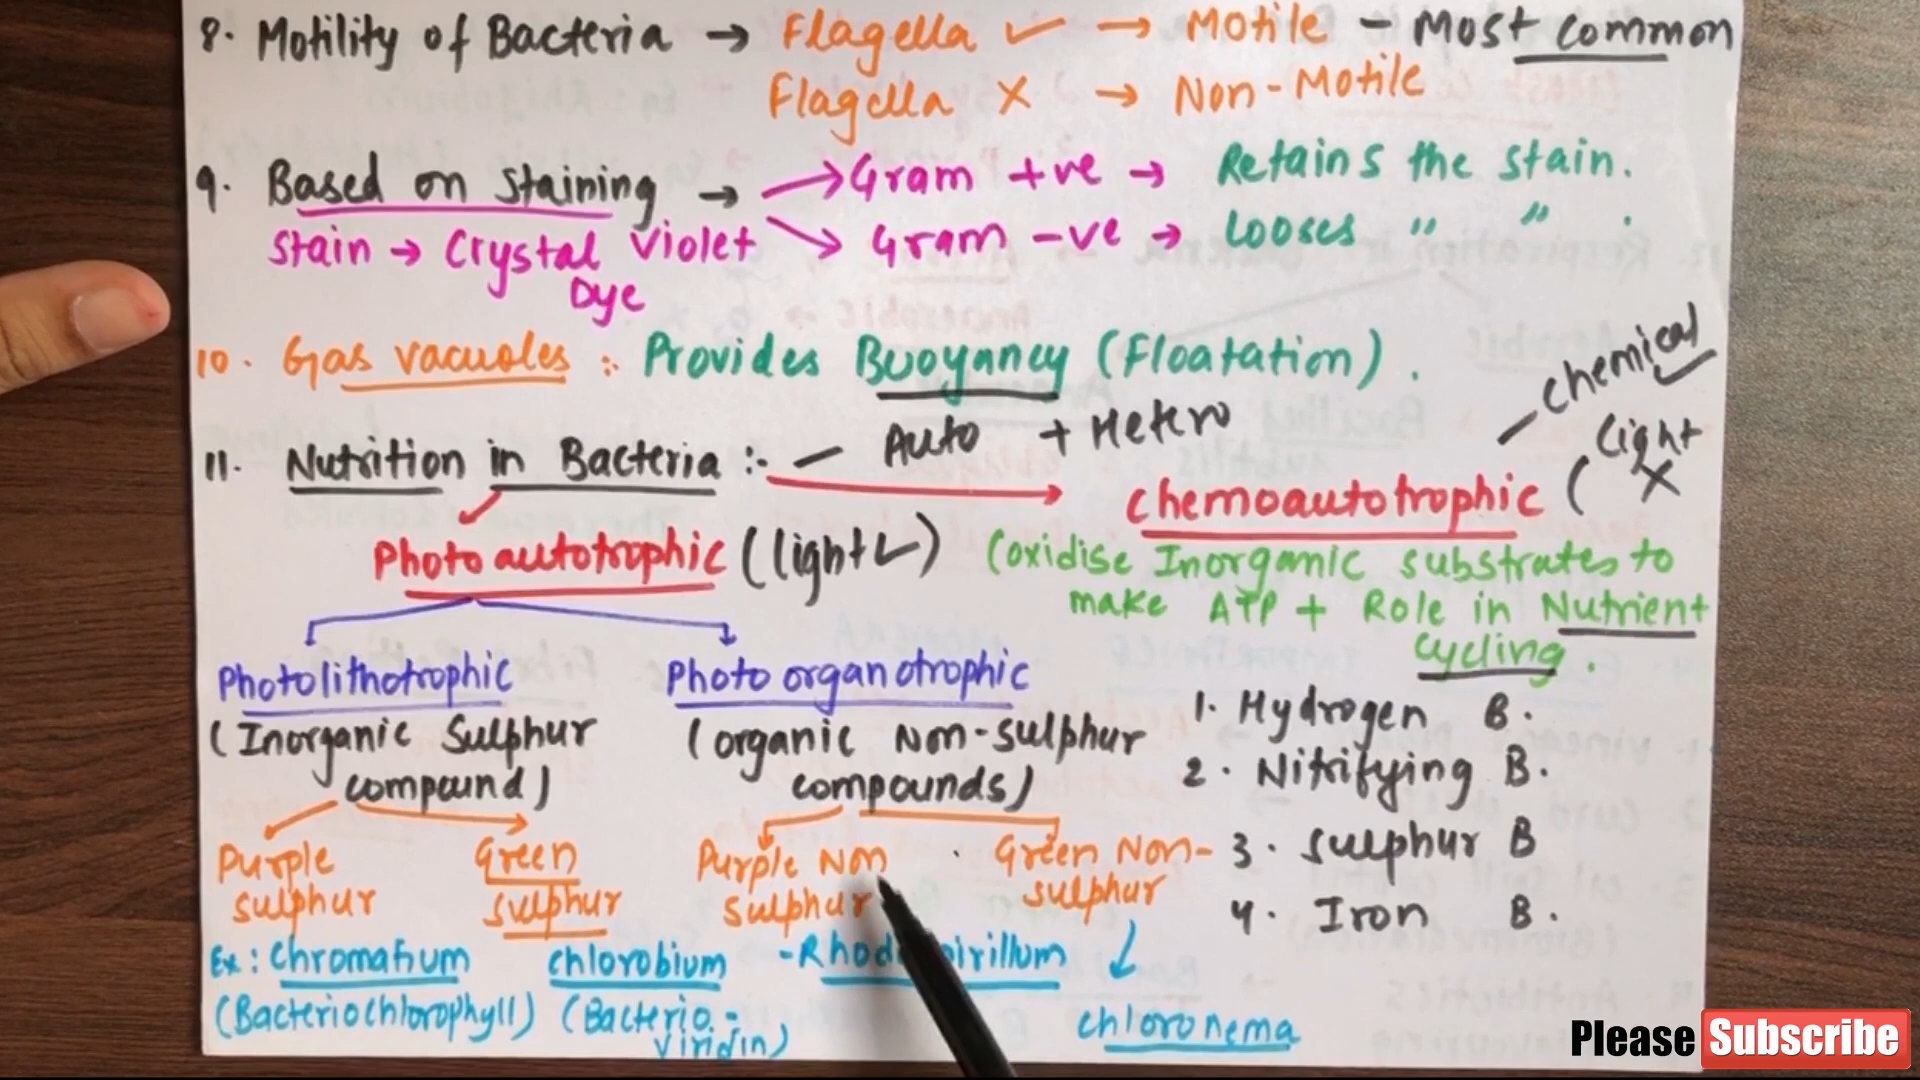 8. Motility of Bacteria → Flagella ✓ → Motile - Most common
Flagella X → Non-Motile
9. Based on Staining → Gram +ve → Retains the stain.
Stain → Crystal Violet Dye
Gram -ve → Looses " " .
10. Gas vacuoles :- Provides Buoyancy (Floatation).
11. Nutrition in Bacteria :- - Auto + Hetero
Photoautotrophic (light ✓)
chemoautotrophic (
chemical
light
X
(oxidise Inorganic substrates to
make ATP + Role in Nutrient
cycling.
Photolithotrophic
(Inorganic Sulphur
compound)
Photo organotrophic
(organic Non-sulphur
compounds)
1. Hydrogen B.
2. Nitrifying B.
3. Sulphur B
4. Iron B.
Purple
sulphur
Green
sulphur
Purple Non
sulphur
Green Non-
sulphur
Ex: Chromatium
(Bacteriochlorophyll)
chlorobium
(Bacterio-
viridin)
chloronema
Please Subscribe